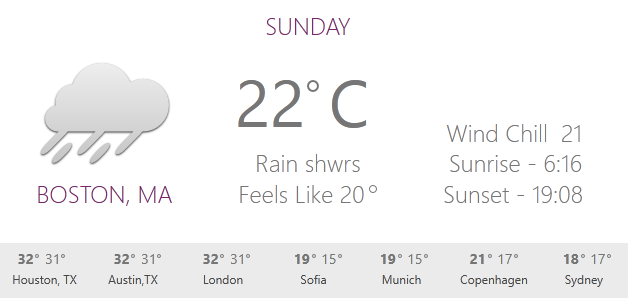 SUNDAY
22° C
Rain shwrs
Feels Like 20°
BOSTON, MA
Wind Chill 21
Sunrise - 6:16
Sunset - 19:08
32° 31°
Houston, TX
32° 31°
Austin,TX
32° 31°
London
19° 15°
Sofia
19° 15°
Munich
21° 17°
Copenhagen
18° 17°
Sydney